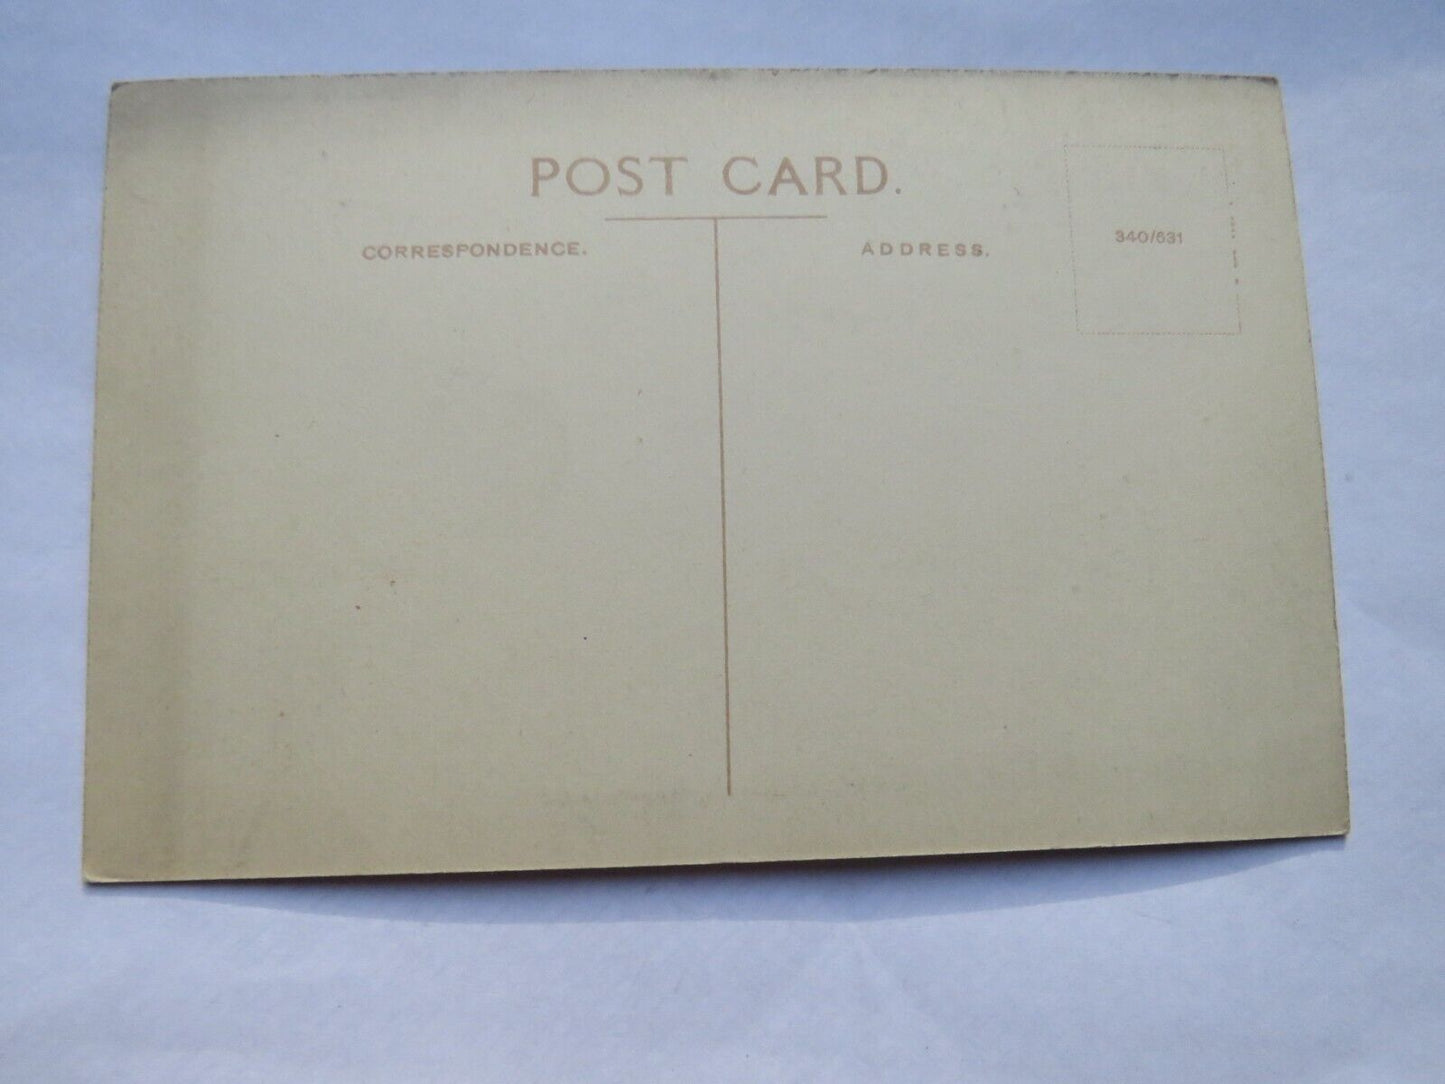 POST CARD.
CORRESPONDENCE.
ADDRESS.
340/631